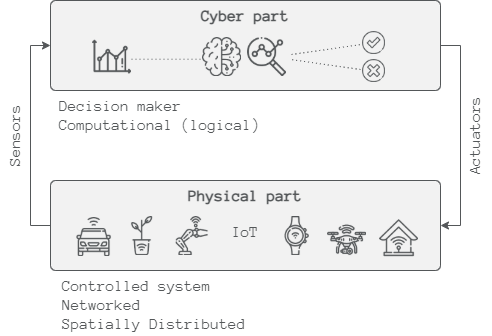 Cyber part
Decision maker
Computational (logical)
Sensors
Actuators
Physical part
IoT
Controlled system
Networked
Spatially Distributed